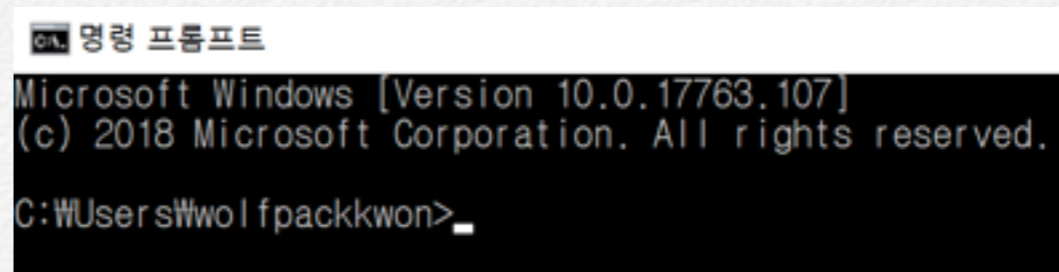 명령 프롬프트
Microsoft Windows [Version 10.0.17763.107]
(c) 2018 Microsoft Corporation. All rights reserved.
C:₩Users₩wolfpackkwon>